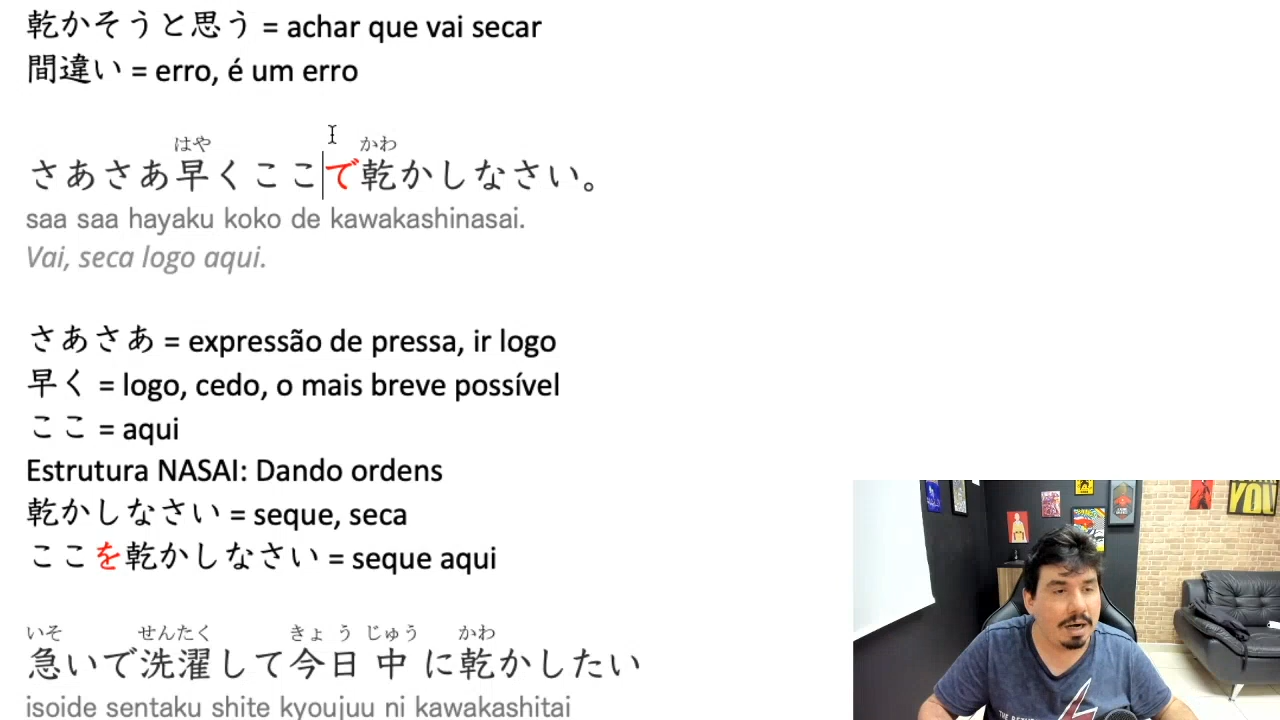 乾かそうと思う = achar que vai secar
間違い = erro, é um erro
はや かわ
さあさあ早くここで乾かしなさい。
saa saa hayaku koko de kawakashinasai.
Vai, seca logo aqui.
さあさあ = expressão de pressa, ir logo
早く = logo, cedo, o mais breve possível
ここ = aqui
Estrutura NASAI: Dando ordens
乾かしなさい = seque, seca
ここを乾かしなさい = seque aqui
いそ せんたく きょ う じゅう かわ
急いで洗濯して今日中に乾かしたい
isoide sentaku shite kyoujuu ni kawakashitai
YOU